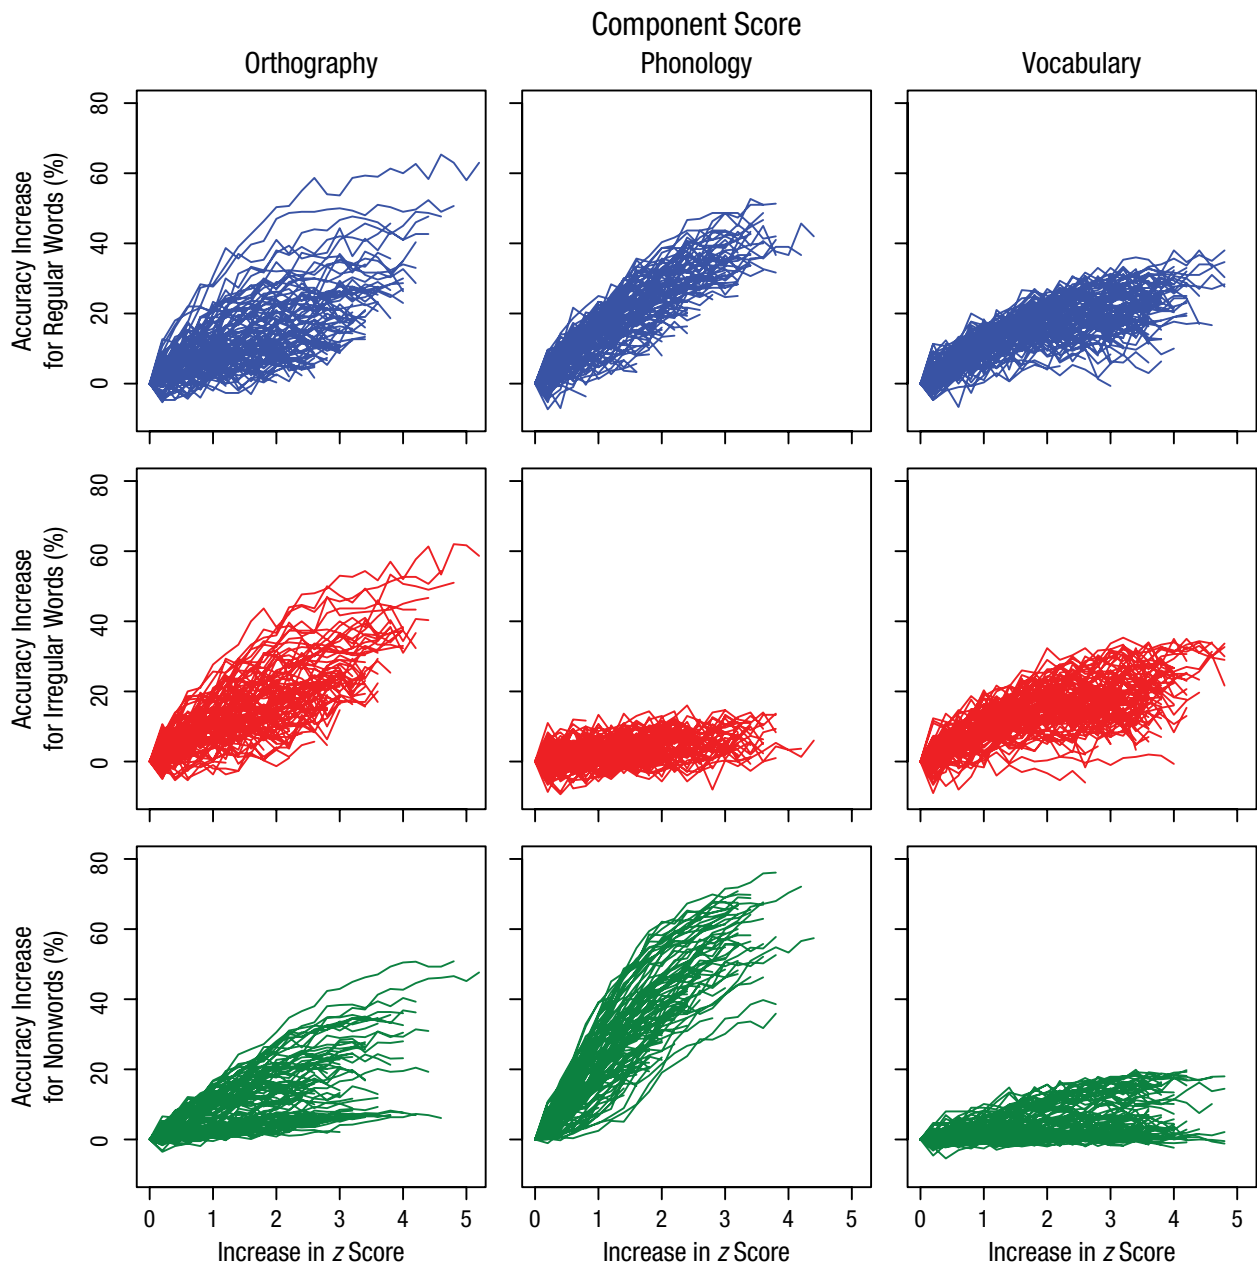 Component Score
Orthography Phonology Vocabulary
Accuracy Increase
for Regular Words (%)
0 20 40 60 80
Accuracy Increase
for Irregular Words (%)
0 20 40 60 80
Accuracy Increase
for Nonwords (%)
0 20 40 60 80
0 1 2 3 4 5 0 1 2 3 4 5 0 1 2 3 4 5
Increase in z Score Increase in z Score Increase in z Score